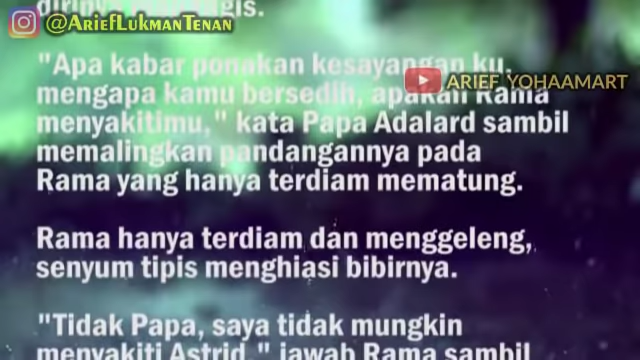 @AriefLukmanTenan
"Apa kabar ponakan kesayangan ku,
ARIEF YOHAAMART
mengapa kamu bersedih, apakah Rama
menyakitimu," kata Papa Adalard sambil
memalingkan pandangannya pada
Rama yang hanya terdiam mematung.
Rama hanya terdiam dan menggeleng,
senyum tipis menghiasi bibirnya.
"Tidak Papa, saya tidak mungkin
menyakiti Astrid," jawab Rama sambil